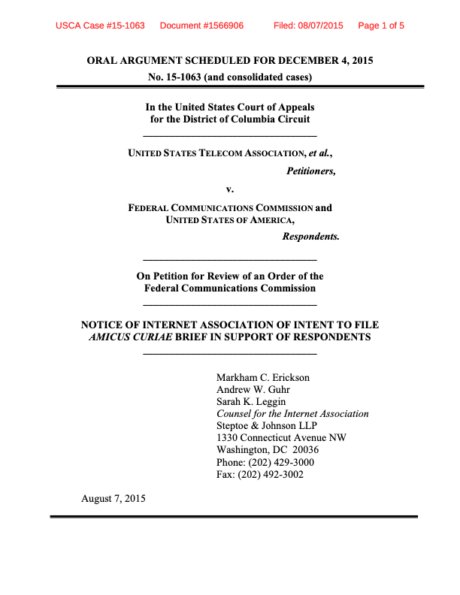 USCA Case #15-1063 Document #1566906 Filed: 08/07/2015 Page 1 of 5
ORAL ARGUMENT SCHEDULED FOR DECEMBER 4, 2015
No. 15-1063 (and consolidated cases)
In the United States Court of Appeals
for the District of Columbia Circuit
UNITED STATES TELECOM ASSOCIATION, et al.,
Petitioners,
v.
FEDERAL COMMUNICATIONS COMMISSION and
UNITED STATES OF AMERICA,
Respondents.
On Petition for Review of an Order of the
Federal Communications Commission
NOTICE OF INTERNET ASSOCIATION OF INTENT TO FILE
AMICUS CURIAE BRIEF IN SUPPORT OF RESPONDENTS
Markham C. Erickson
Andrew W. Guhr
Sarah K. Leggin
Counsel for the Internet Association
Steptoe & Johnson LLP
1330 Connecticut Avenue NW
Washington, DC 20036
Phone: (202) 429-3000
Fax: (202) 492-3002
August 7, 2015